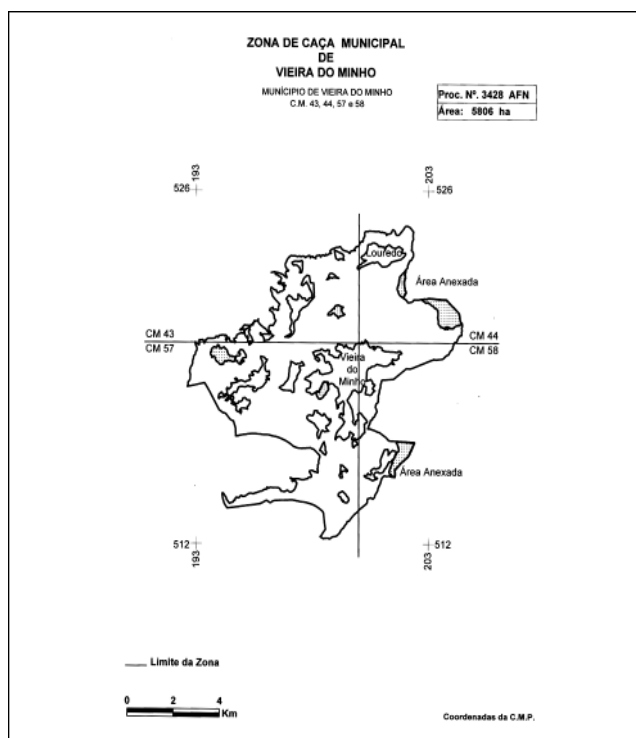 ZONA DE CAÇA MUNICIPAL
DE
VIEIRA DO MINHO
MUNÍCIPIO DE VIEIRA DO MINHO
C.M. 43, 44, 57 e 58
Proc. Nº. 3428 AFN
Área: 5806 ha
193
203
526
526
Louredo
Área Anexada
CM 43
CM 44
CM 57
CM 58
Vieira
do
Minho
Área Anexada
512
512
193
203
Limite da Zona
0 2 4
Km
Coordenadas da C.M.P.